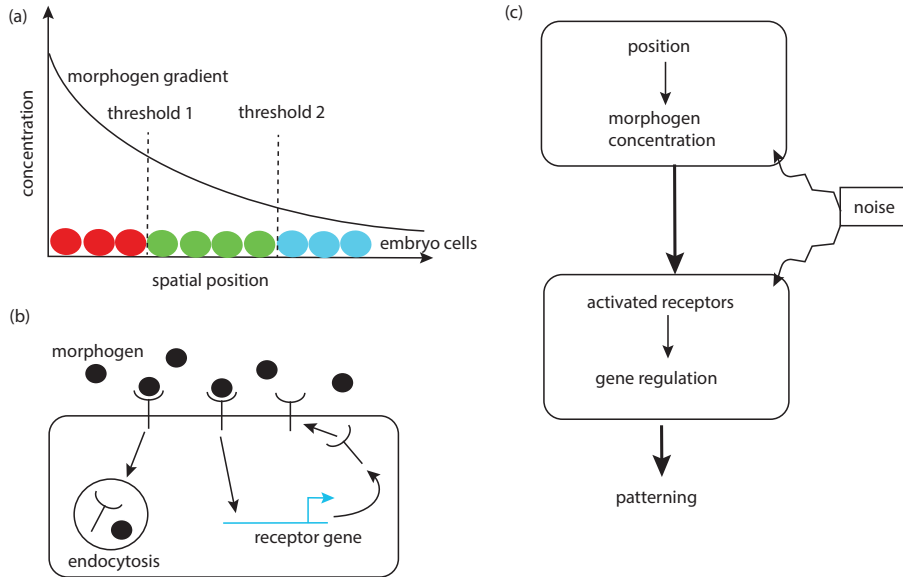 (a)
concentration
morphogen gradient
threshold 1
threshold 2
embryo cells
spatial position
(b)
morphogen
endocytosis
receptor gene
(c)
position
morphogen
concentration
noise
activated receptors
gene regulation
patterning